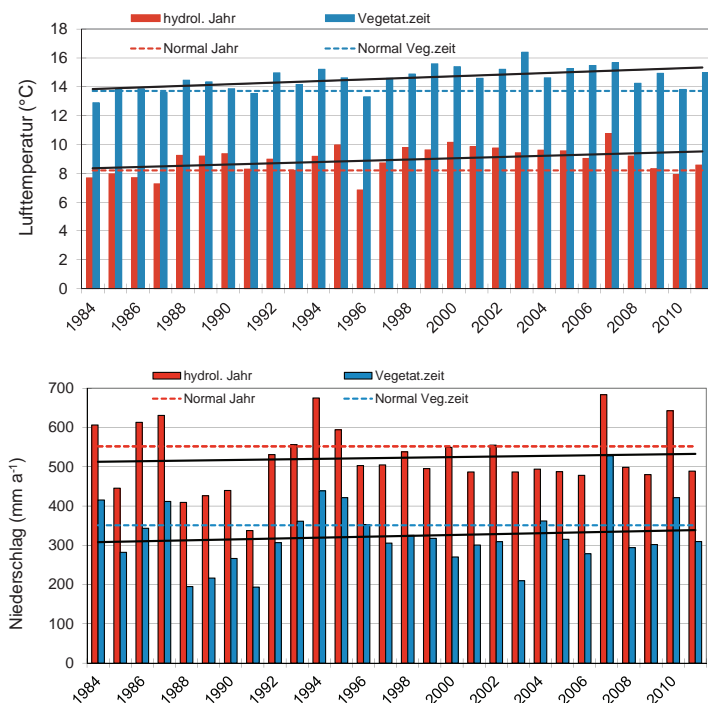 hydrol. Jahr Vegetat.zeit
Normal Jahr Normal Veg.zeit
Lufttemperatur (°C)
18
16
14
12
10
8
6
4
2
0
1984 1986 1988 1990 1992 1994 1996 1998 2000 2002 2004 2006 2008 2010
hydrol. Jahr Vegetat.zeit
Normal Jahr Normal Veg.zeit
Niederschlag (mm a⁻¹)
700
600
500
400
300
200
100
0
1984 1986 1988 1990 1992 1994 1996 1998 2000 2002 2004 2006 2008 2010